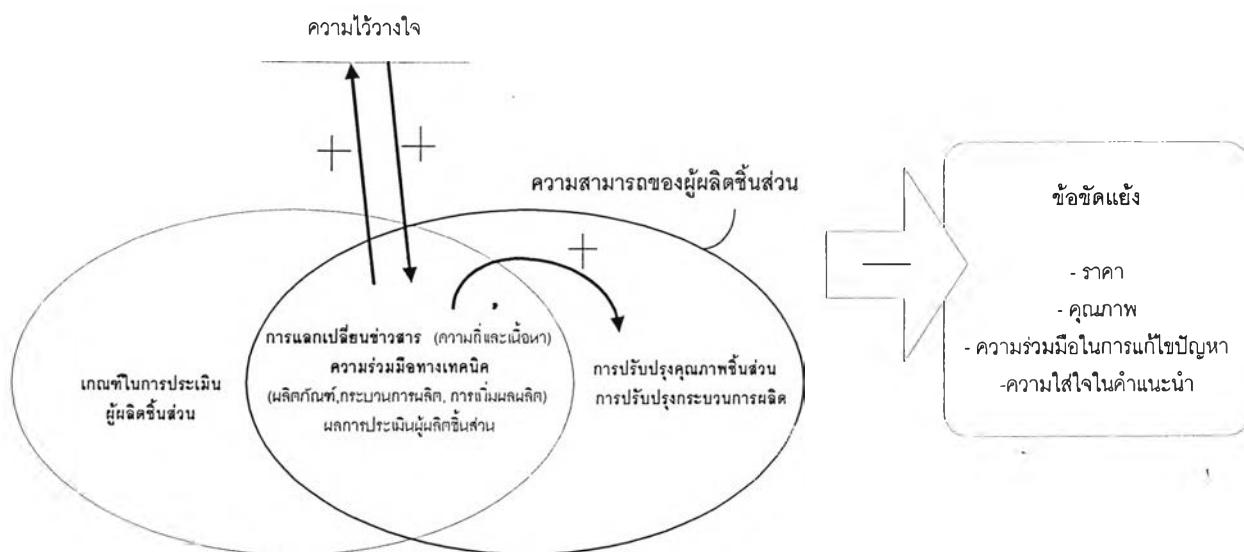 ความไว้วางใจ
+
+
ความสามารถของผู้ผลิตชิ้นส่วน
+
การแลกเปลี่ยนข่าวสาร (ความถี่และเนื้อหา)
ความร่วมมือทางเทคนิค
(ผลิตภัณฑ์,กระบวนการผลิต, การเพิ่มผลผลิต)
ผลการประเมินผู้ผลิตชิ้นส่วน
เกณฑ์ในการประเมิน
ผู้ผลิตชิ้นส่วน
การปรับปรุงคุณภาพชิ้นส่วน
การปรับปรุงกระบวนการผลิต
—
ข้อขัดแย้ง
- ราคา
- คุณภาพ
- ความร่วมมือในการแก้ไขปัญหา
-ความใส่ใจในคำแนะนำ